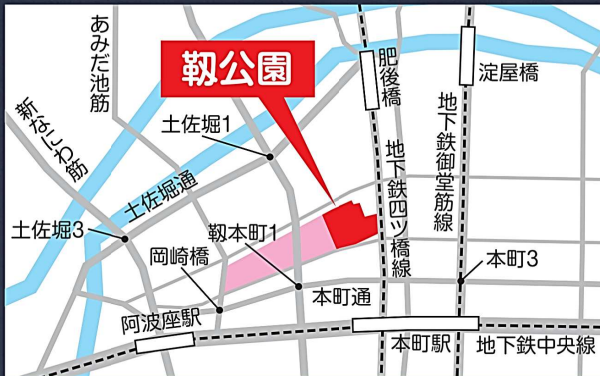 あみだ池筋
新なにわ筋
靱公園
肥後橋
淀屋橋
土佐堀1
地下鉄御堂筋線
地下鉄四ツ橋線
土佐堀通
土佐堀3
靱本町1
岡崎橋
本町3
本町通
阿波座駅
本町駅
地下鉄中央線